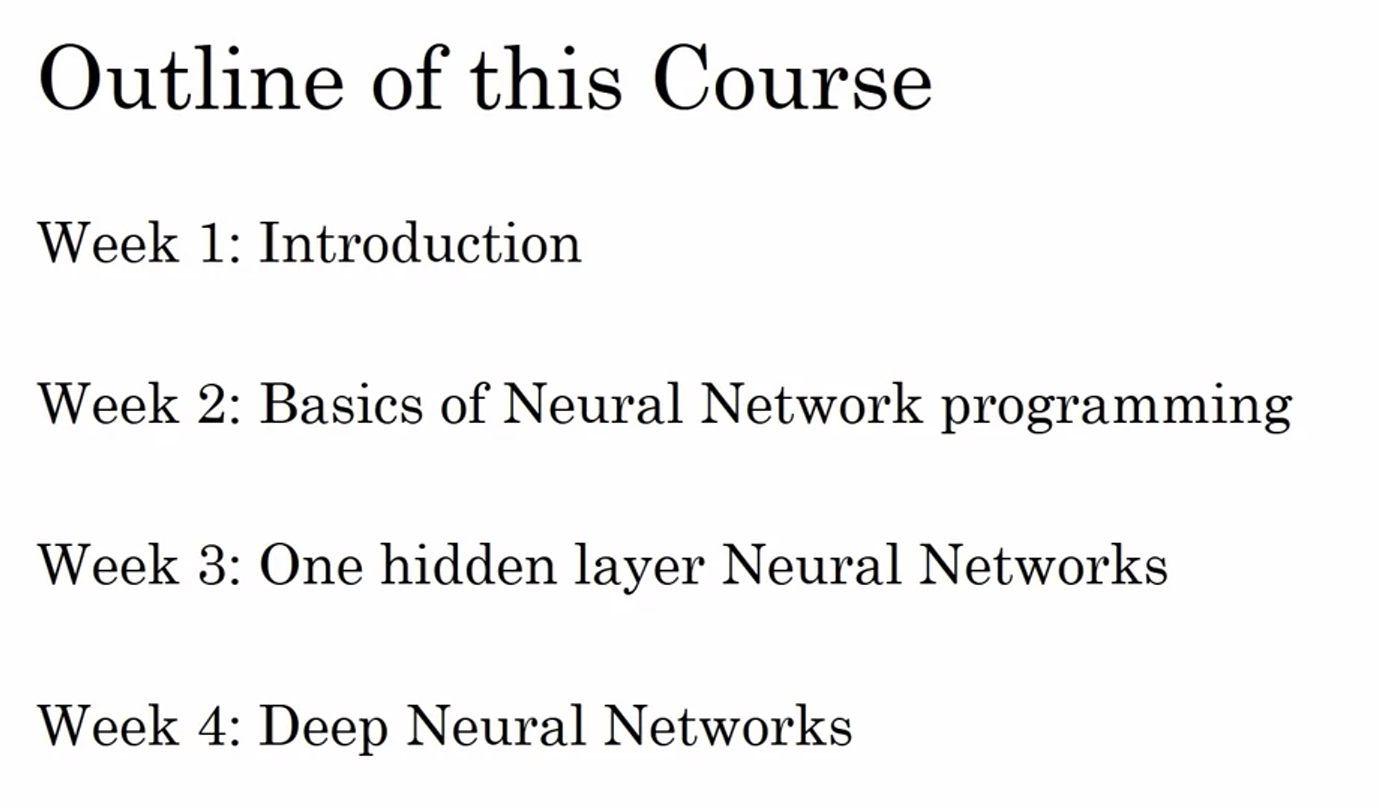 Outline of this Course
Week 1: Introduction
Week 2: Basics of Neural Network programming
Week 3: One hidden layer Neural Networks
Week 4: Deep Neural Networks